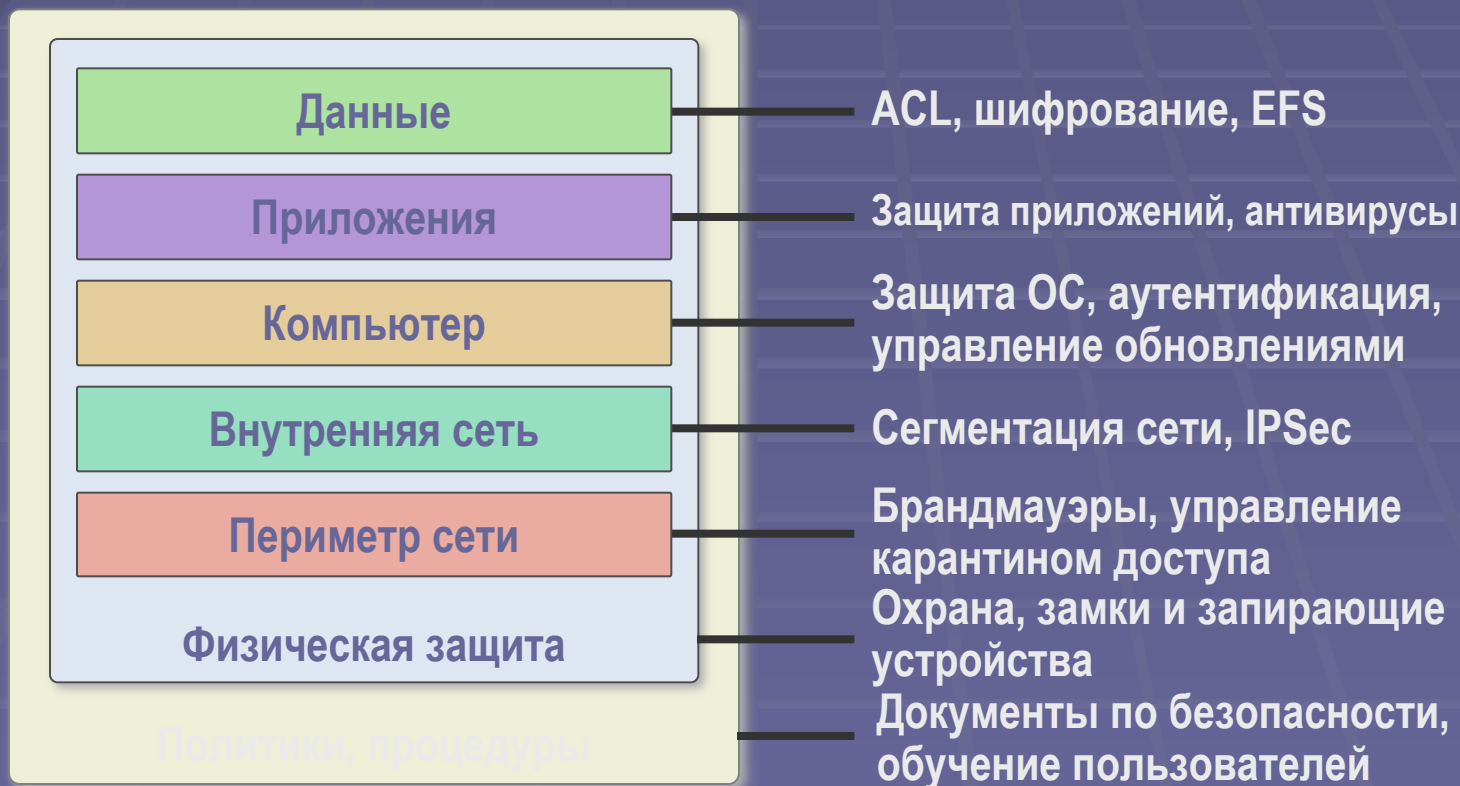 Данные
ACL, шифрование, EFS
Приложения
Защита приложений, антивирусы
Компьютер
Защита ОС, аутентификация,
управление обновлениями
Внутренняя сеть
Сегментация сети, IPSec
Периметр сети
Брандмауэры, управление
карантином доступа
Физическая защита
Охрана, замки и запирающие
устройства
Политики, процедуры
Документы по безопасности,
обучение пользователей